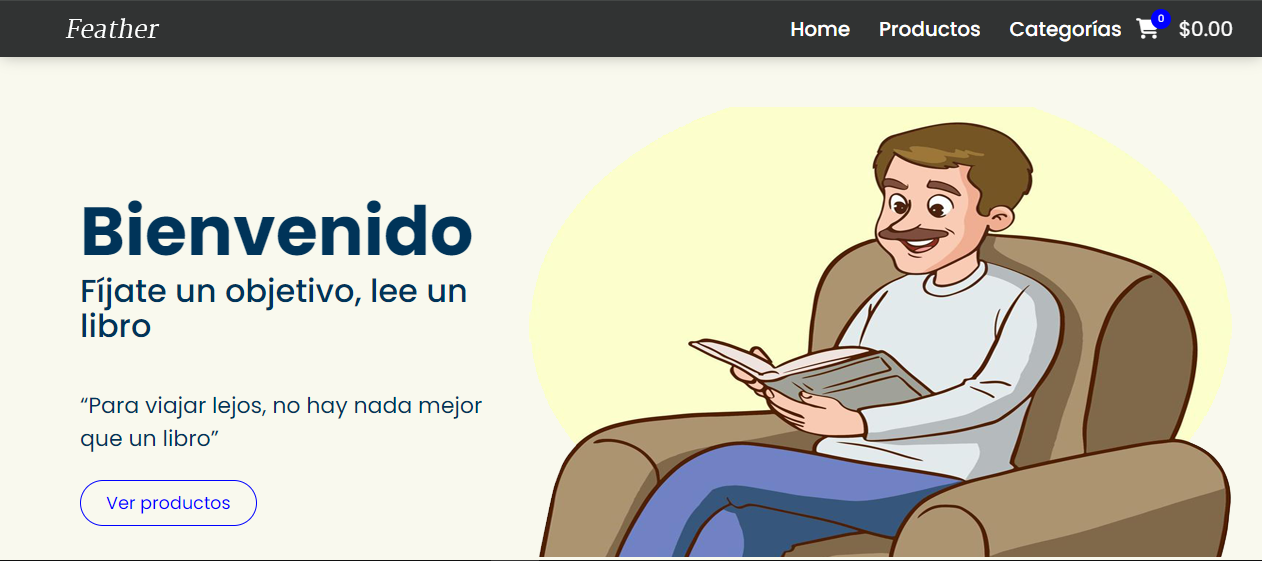 Feather
Home Productos Categorías 0 $0.00
Bienvenido
Fíjate un objetivo, lee un
libro
“Para viajar lejos, no hay nada mejor
que un libro”
Ver productos